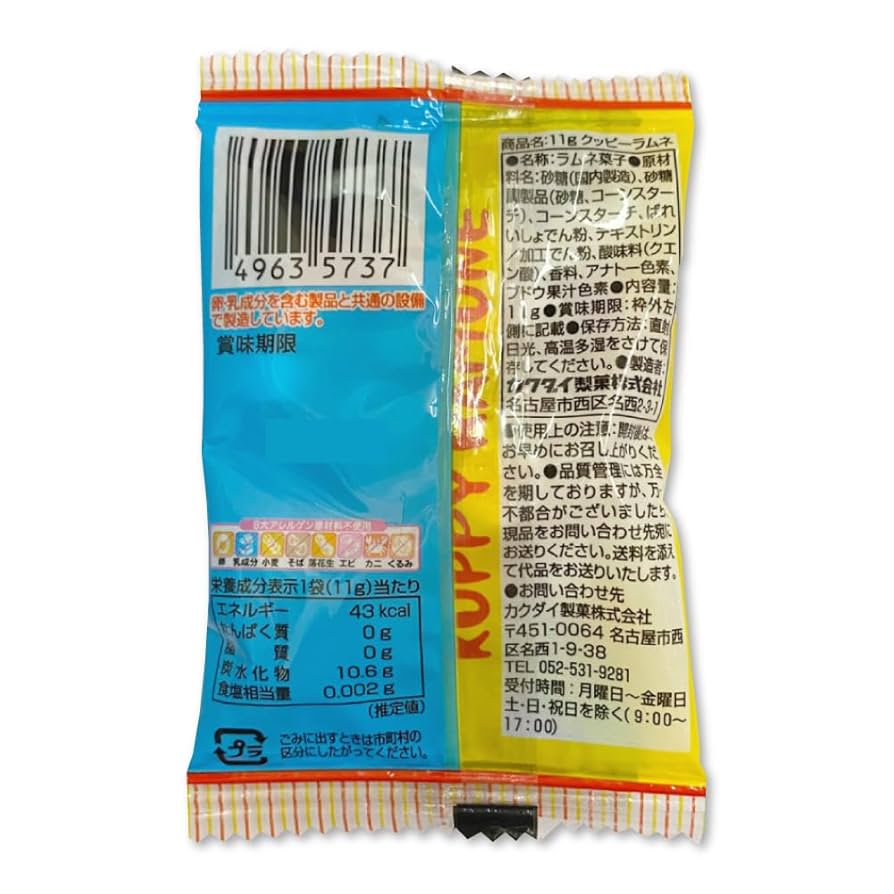 4963 5737
卵・乳成分を含む製品と共通の設備
で製造しています。
賞味期限
8大アレルゲン原材料不使用
卵 乳成分 小麦 そば 落花生 エビ カニ くるみ
栄養成分表示1袋(11g)当たり
エネルギー 43kcal
たんぱく質 0g
脂質 0g
炭水化物 10.6g
食塩相当量 0.002g
(推定値)
プラ
ごみに出すときは市町村の
区分にしたがってください。
KUPPY RAMUNE
商品名:11g クッピーラムネ
●名称:ラムネ菓子●原材
料名:砂糖(国内製造)、砂糖
調製品(砂糖、コーンスター
チ)、コーンスターチ、ばれ
いしょでん粉、デキストリン
/加工でん粉、酸味料(クエ
ン酸)、香料、アナトー色素、
ブドウ果汁色素●内容量:
11g●賞味期限:枠外左
側に記載●保存方法:直射
日光、高温多湿をさけて保
存してください。●製造者:
カクダイ製菓株式会社
名古屋市西区名西2-3-1
●使用上の注意:開封後は、
お早めにお召し上がりくだ
さい。●品質管理には万全
を期しておりますが、万一
不都合がございましたら
現品をお問い合わせ先宛に
お送りください。送料を添え
て代品をお送りいたします。
●お問い合わせ先
カクダイ製菓株式会社
〒451-0064 名古屋市西
区名西1-9-38
TEL 052-531-9281
受付時間:月曜日~金曜日
土・日・祝日を除く(9:00~
17:00)